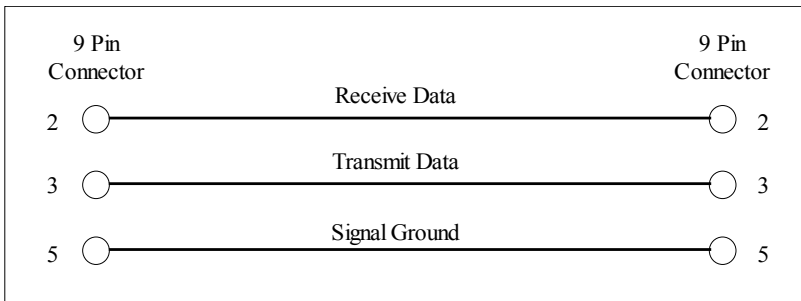 9 Pin
Connector
9 Pin
Connector
2 Receive Data 2
3 Transmit Data 3
5 Signal Ground 5